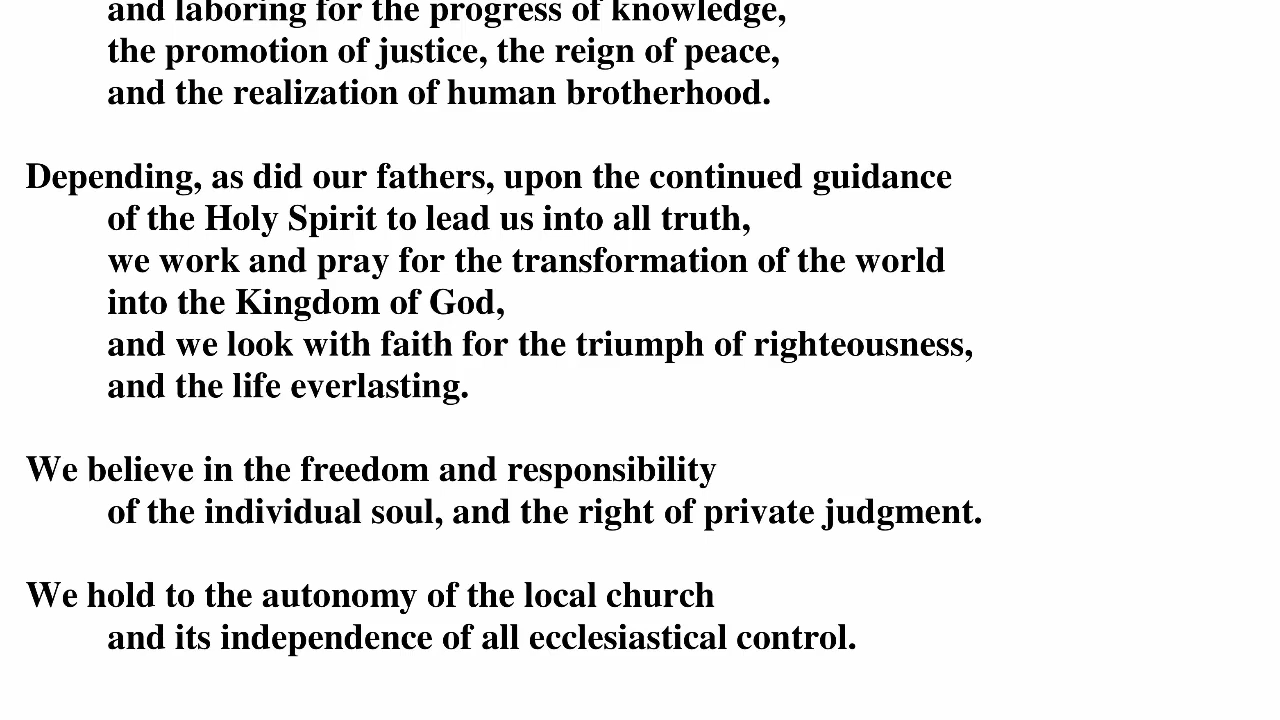 and laboring for the progress of knowledge,
the promotion of justice, the reign of peace,
and the realization of human brotherhood.
Depending, as did our fathers, upon the continued guidance
of the Holy Spirit to lead us into all truth,
we work and pray for the transformation of the world
into the Kingdom of God,
and we look with faith for the triumph of righteousness,
and the life everlasting.
We believe in the freedom and responsibility
of the individual soul, and the right of private judgment.
We hold to the autonomy of the local church
and its independence of all ecclesiastical control.